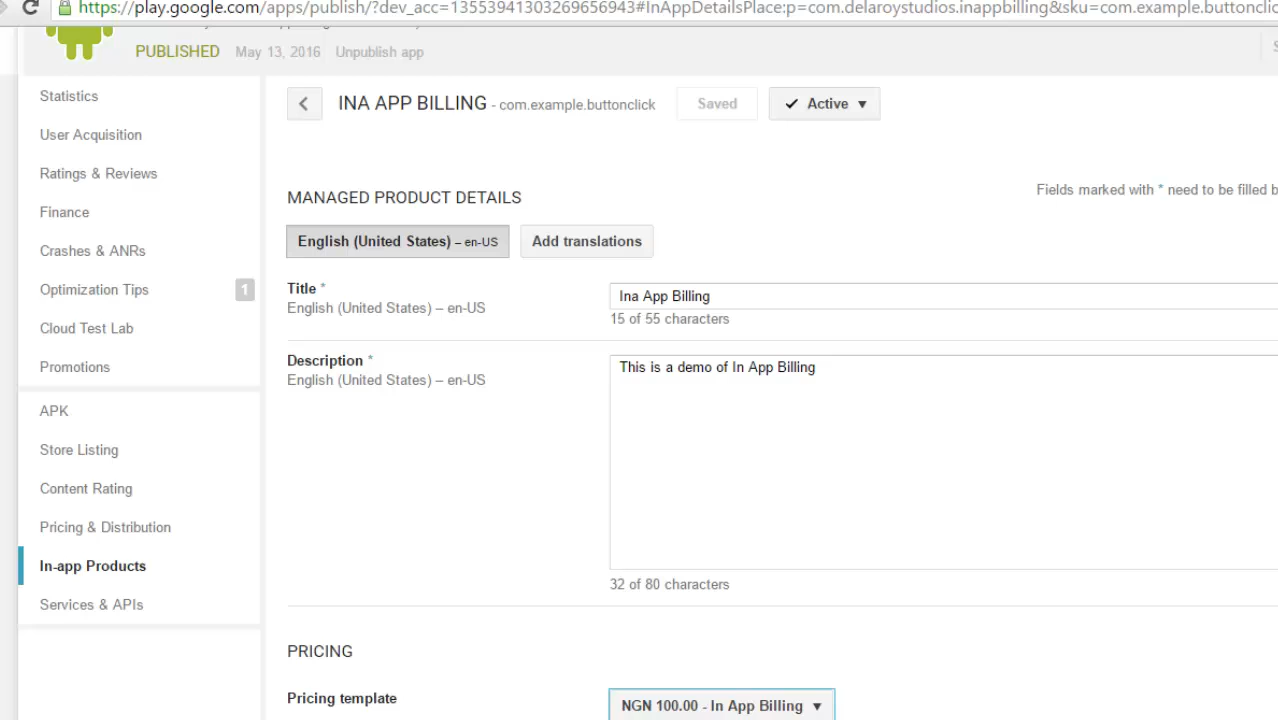 https://play.google.com/apps/publish/?dev_acc=13553941303269656943#InAppDetailsPlace:p=com.delaroystudios.inappbilling&sku=com.example.buttonclick
PUBLISHED May 13, 2016 Unpublish app
Statistics
User Acquisition
Ratings & Reviews
Finance
Crashes & ANRs
Optimization Tips 1
Cloud Test Lab
Promotions
APK
Store Listing
Content Rating
Pricing & Distribution
In-app Products
Services & APIs
INA APP BILLING - com.example.buttonclick Saved Active
Fields marked with * need to be filled
MANAGED PRODUCT DETAILS
English (United States) – en-US Add translations
Title * Ina App Billing
English (United States) – en-US
15 of 55 characters
Description * This is a demo of In App Billing
English (United States) – en-US
32 of 80 characters
PRICING
Pricing template NGN 100.00 - In App Billing